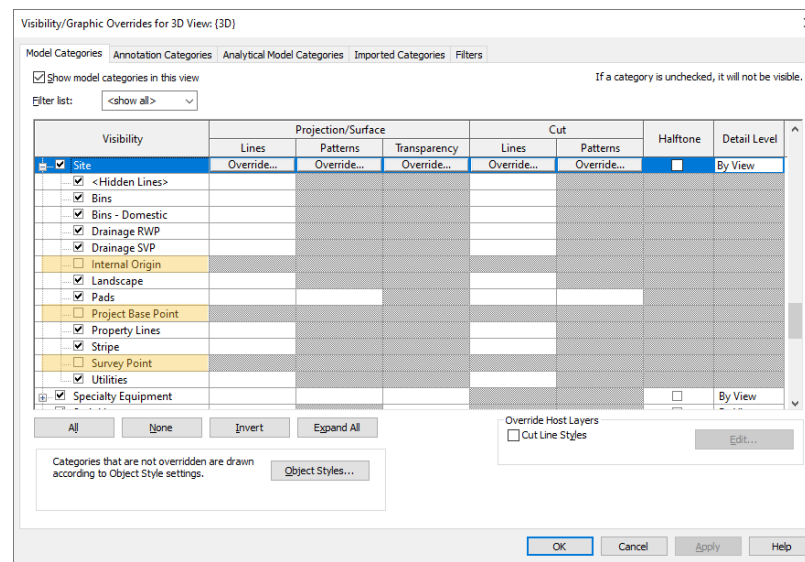 Visibility/Graphic Overrides for 3D View: {3D}
Model Categories Annotation Categories Analytical Model Categories Imported Categories Filters
Show model categories in this view
If a category is unchecked, it will not be visible.
Filter list: <show all>
Visibility Projection/Surface Cut Halftone Detail Level
Lines Patterns Transparency Lines Patterns
Site Override... Override... Override... Override... Override... By View
<Hidden Lines>
Bins
Bins - Domestic
Drainage RWP
Drainage SVP
Internal Origin
Landscape
Pads
Project Base Point
Property Lines
Stripe
Survey Point
Utilities
Specialty Equipment By View
All None Invert Expand All
Override Host Layers
Cut Line Styles
Edit...
Categories that are not overridden are drawn
according to Object Style settings.
Object Styles...
OK Cancel Apply Help